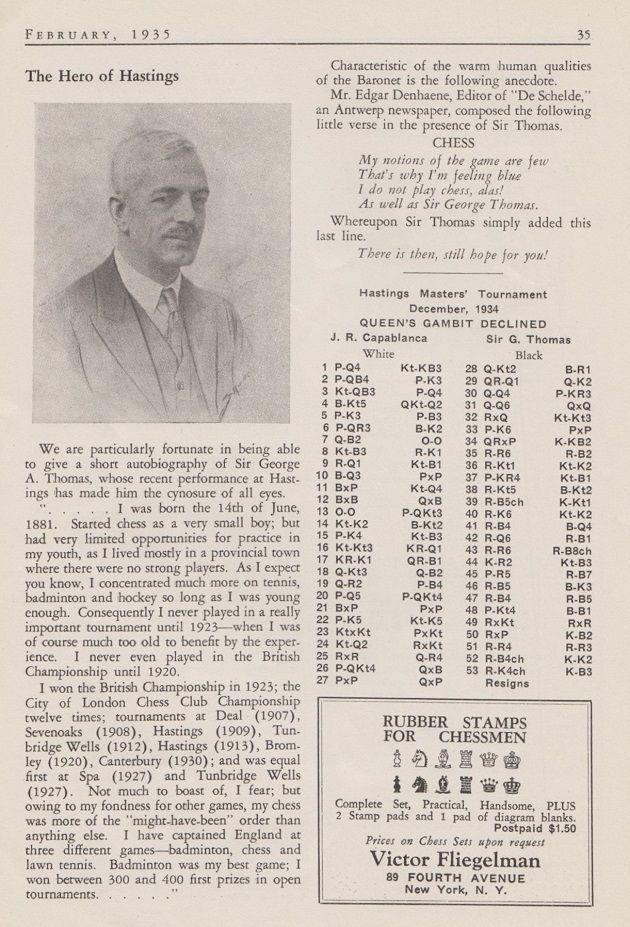 FEBRUARY, 1935 35
The Hero of Hastings
We are particularly fortunate in being able
to give a short autobiography of Sir George
A. Thomas, whose recent performance at Hast-
ings has made him the cynosure of all eyes.
". . . . . I was born the 14th of June,
1881. Started chess as a very small boy; but
had very limited opportunities for practice in
my youth, as I lived mostly in a provincial town
where there were no strong players. As I expect
you know, I concentrated much more on tennis,
badminton and hockey so long as I was young
enough. Consequently I never played in a really
important tournament until 1923—when I was
of course much too old to benefit by the exper-
ience. I never even played in the British
Championship until 1920.
I won the British Championship in 1923; the
City of London Chess Club Championship
twelve times; tournaments at Deal (1907),
Sevenoaks (1908), Hastings (1909), Tun-
bridge Wells (1912), Hastings (1913), Brom-
ley (1920), Canterbury (1930); and was equal
first at Spa (1927) and Tunbridge Wells
(1927). Not much to boast of, I fear; but
owing to my fondness for other games, my chess
was more of the "might-have-been" order than
anything else. I have captained England at
three different games—badminton, chess and
lawn tennis. Badminton was my best game; I
won between 300 and 400 first prizes in open
tournaments. . . . . ."
Characteristic of the warm human qualities
of the Baronet is the following anecdote.
Mr. Edgar Denhaene, Editor of "De Schelde,"
an Antwerp newspaper, composed the following
little verse in the presence of Sir Thomas.
CHESS
My notions of the game are few
That's why I'm feeling blue
I do not play chess, alas!
As well as Sir George Thomas.
Whereupon Sir Thomas simply added this
last line.
There is then, still hope for you!
Hastings Masters' Tournament
December, 1934
QUEEN'S GAMBIT DECLINED
J. R. Capablanca Sir G. Thomas
White Black
1 P-Q4 Kt-KB3
2 P-QB4 P-K3
3 Kt-QB3 P-Q4
4 B-Kt5 QKt-Q2
5 P-K3 P-B3
6 P-QR3 B-K2
7 Q-B2 O-O
8 Kt-B3 R-K1
9 R-Q1 Kt-B1
10 B-Q3 PxP
11 BxP Kt-Q4
12 BxB QxB
13 O-O P-QKt3
14 Kt-K2 B-Kt2
15 P-K4 Kt-B3
16 Kt-Kt3 KR-Q1
17 KR-K1 QR-B1
18 Q-Kt3 Q-B2
19 Q-R2 P-B4
20 P-Q5 P-QKt4
21 BxP PxP
22 P-K5 Kt-K5
23 KtxKt PxKt
24 Kt-Q2 RxKt
25 RxR Q-R4
26 P-QKt4 QxB
27 PxP QxP
28 Q-Kt2 B-R1
29 QR-Q1 Q-K2
30 Q-Q4 P-KR3
31 Q-Q6 QxQ
32 RxQ Kt-Kt3
33 P-K6 PxP
34 QRxP K-KB2
35 R-R6 R-B2
36 R-Kt1 Kt-K2
37 P-KR4 Kt-B1
38 R-Kt5 B-Kt2
39 R-B5ch K-Kt1
40 R-K6 Kt-K2
41 R-B4 B-Q4
42 R-Q6 R-B1
43 R-R6 R-B8ch
44 K-R2 Kt-B3
45 P-R5 R-B7
46 R-B5 B-K3
47 R-B4 R-B5
48 P-Kt4 B-B1
49 RxKt RxR
50 RxP K-B2
51 R-R4 R-R3
52 R-B4ch K-K2
53 R-K4ch K-B3
Resigns
RUBBER STAMPS
FOR CHESSMEN
Complete Set, Practical, Handsome, PLUS
2 Stamp pads and 1 pad of diagram blanks.
Postpaid $1.50
Prices on Chess Sets upon request
Victor Fliegelman
89 FOURTH AVENUE
New York, N. Y.